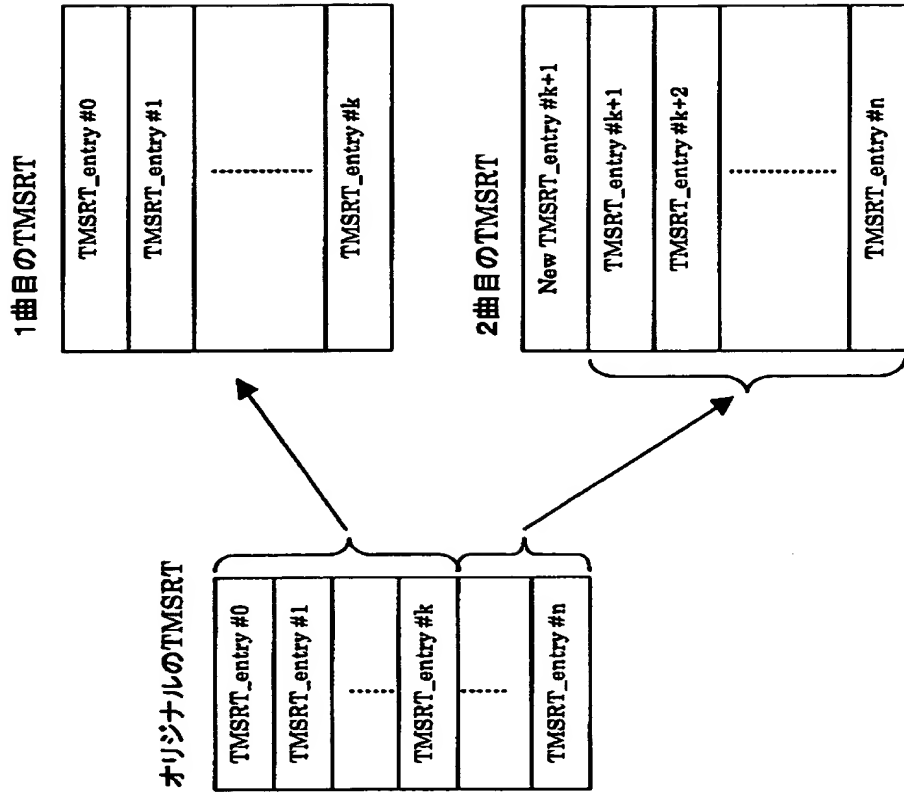 オリジナルのTMSRT
TMSRT_entry #0
TMSRT_entry #1
TMSRT_entry #k
TMSRT_entry #n
1曲目のTMSRT
TMSRT_entry #0
TMSRT_entry #1
TMSRT_entry #k
2曲目のTMSRT
New TMSRT_entry #k+1
TMSRT_entry #k+1
TMSRT_entry #k+2
TMSRT_entry #n